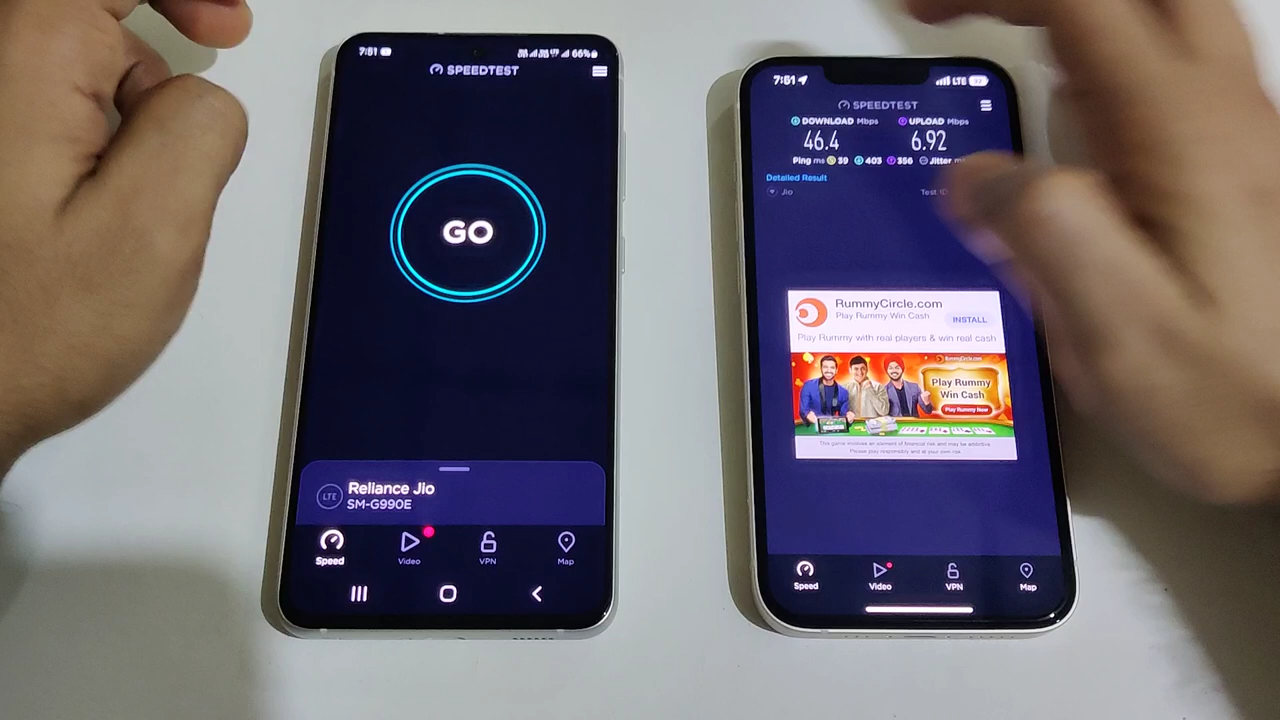 7:51
66%
SPEEDTEST
GO
Reliance Jio
LTE
SM-G990E
Speed
Video
VPN
Map
7:51
LTE
SPEEDTEST
DOWNLOAD Mbps
UPLOAD Mbps
46.4
6.92
Ping ms 39 403 356 Jitter
Detailed Result
Jio
Test ID
RummyCircle.com
Play Rummy Win Cash
INSTALL
Play Rummy with real players & win real cash
RummyCircle.com
Play Rummy
Win Cash
Play Rummy Now
This game involves an element of financial risk and may be addictive.
Please play responsibly and at your own risk.
Speed
Video
VPN
Map